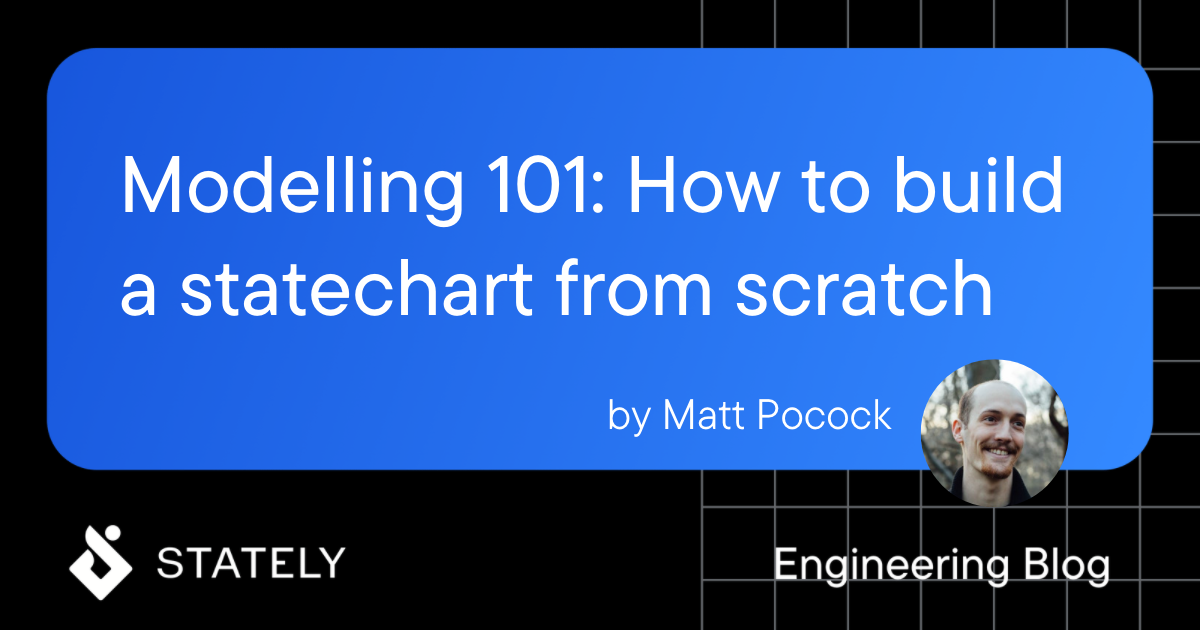 Modelling 101: How to build
a statechart from scratch
by Matt Pocock
STATELY
Engineering Blog